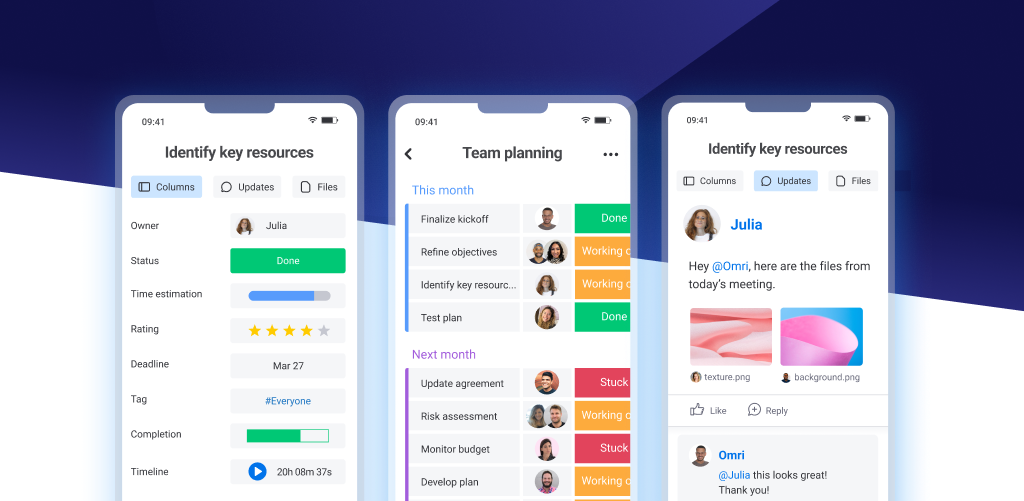 09:41
Identify key resources
Columns
Updates
Files
Owner
Julia
Status
Done
Time estimation
Rating
Deadline
Mar 27
Tag
#Everyone
Completion
Timeline
20h 08m 37s
09:41
Team planning
This month
Finalize kickoff
Done
Refine objectives
Working o
Identify key resourc...
Working o
Test plan
Done
Next month
Update agreement
Stuck
Risk assessment
Working o
Monitor budget
Stuck
Develop plan
Working o
09:41
Identify key resources
Columns
Updates
Files
Julia
Hey @Omri, here are the files from
today's meeting.
texture.png
background.png
Like
Reply
Omri
@Julia this looks great!
Thank you!